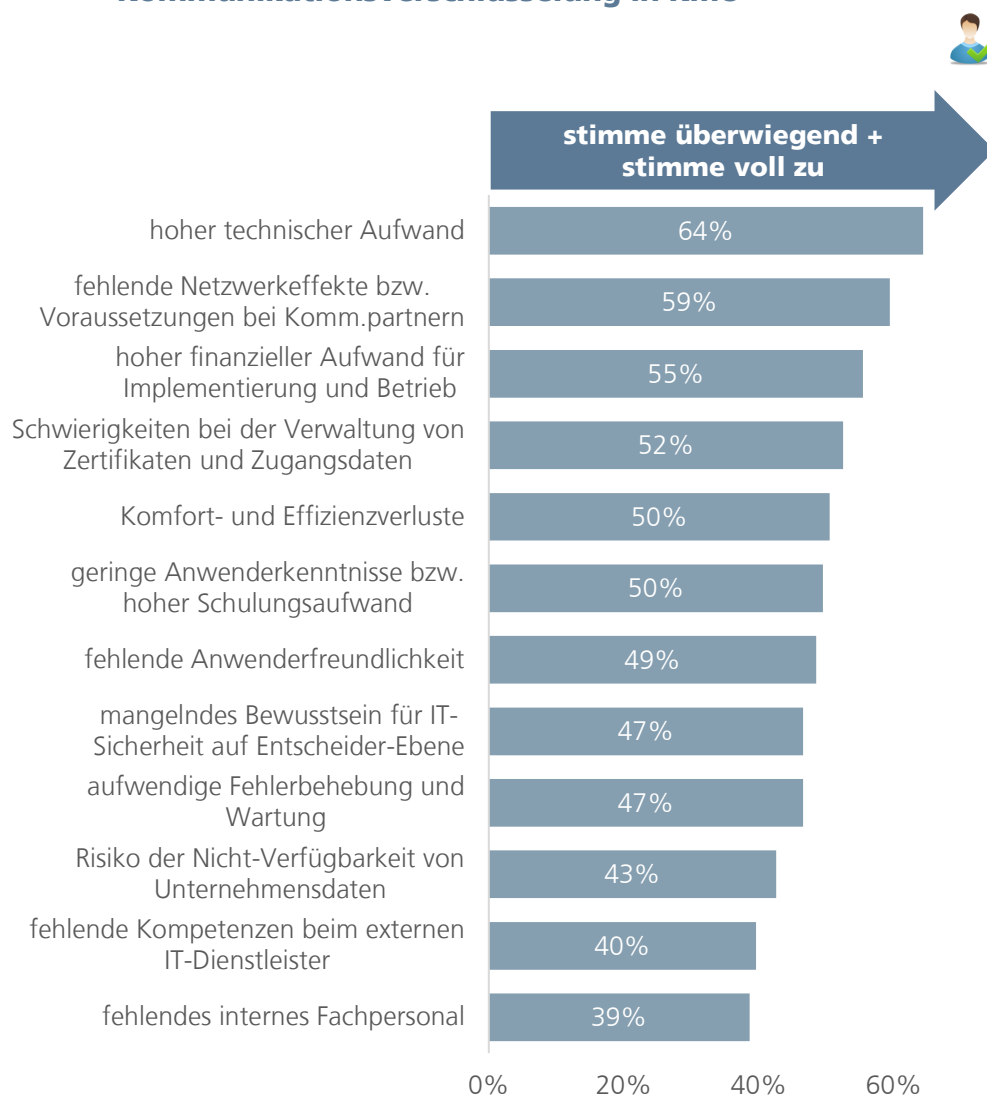 Kommunikationsverschlüsselung in KMU
stimme überwiegend +
stimme voll zu
hoher technischer Aufwand
64%
fehlende Netzwerkeffekte bzw.
Voraussetzungen bei Komm.partnern
59%
hoher finanzieller Aufwand für
Implementierung und Betrieb
55%
Schwierigkeiten bei der Verwaltung von
Zertifikaten und Zugangsdaten
52%
Komfort- und Effizienzverluste
50%
geringe Anwenderkenntnisse bzw.
hoher Schulungsaufwand
50%
fehlende Anwenderfreundlichkeit
49%
mangelndes Bewusstsein für IT-
Sicherheit auf Entscheider-Ebene
47%
aufwendige Fehlerbehebung und
Wartung
47%
Risiko der Nicht-Verfügbarkeit von
Unternehmensdaten
43%
fehlende Kompetenzen beim externen
IT-Dienstleister
40%
fehlendes internes Fachpersonal
39%
0% 20% 40% 60%